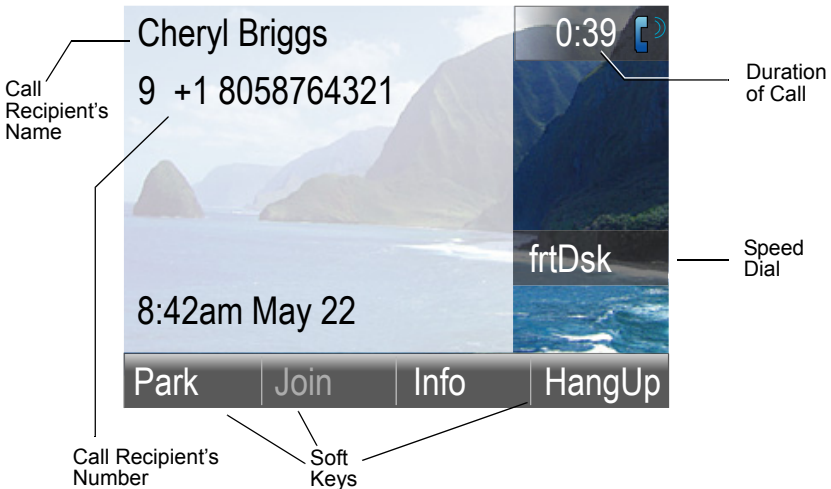 Cheryl Briggs
0:39
Call
Recipient's
Name
9 +1 8058764321
Duration
of Call
frtDsk
Speed
Dial
8:42am May 22
Park
Join
Info
HangUp
Call Recipient's
Number
Soft
Keys